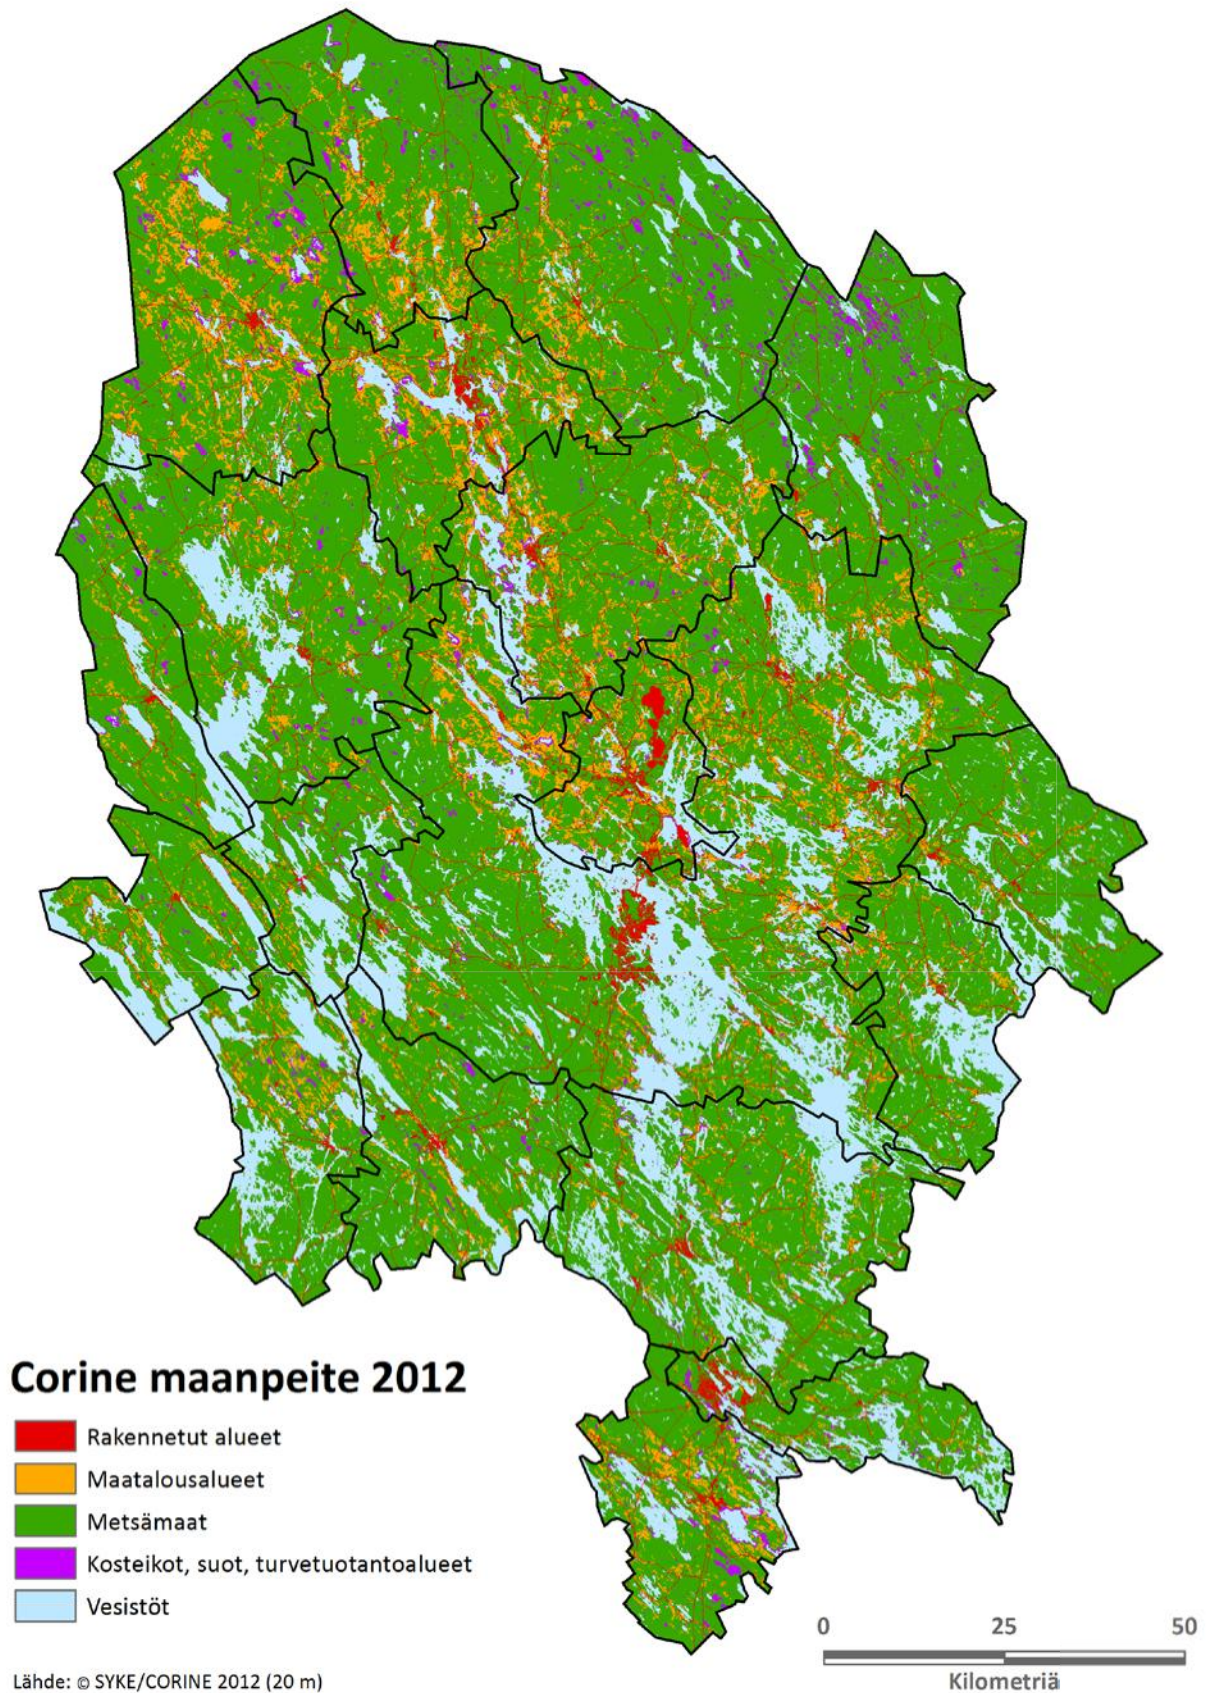 Corine maanpeite 2012
Rakennetut alueet
Maatalousalueet
Metsämaat
Kosteikot, suot, turvetuotantoalueet
Vesistöt
0 25 50
Kilometriä
Lähde: © SYKE/CORINE 2012 (20 m)